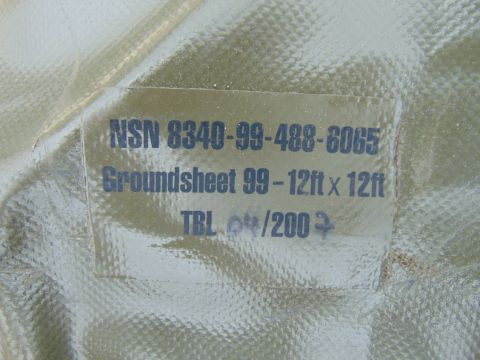 NSN 8340-99-488-6065
Groundsheet 99-12ft x 12ft
TBL 04/2007